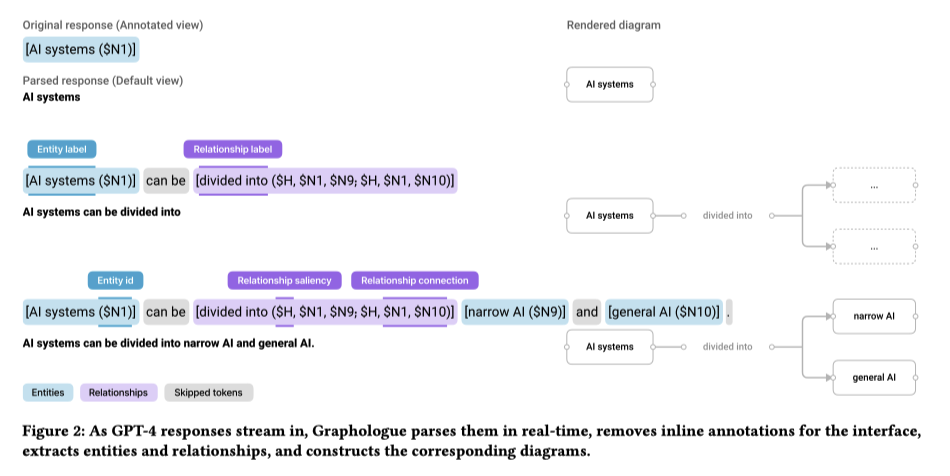 Original response (Annotated view)
Rendered diagram
[AI systems ($N1)]
Parsed response (Default view)
AI systems
AI systems
Entity label
Relationship label
[AI systems ($N1)] can be [divided into ($H, $N1, $N9; $H, $N1, $N10)]
AI systems can be divided into
AI systems
divided into
...
...
Entity id
Relationship saliency
Relationship connection
[AI systems ($N1)] can be [divided into ($H, $N1, $N9; $H, $N1, $N10)] [narrow AI ($N9)] and [general AI ($N10)] .
AI systems can be divided into narrow AI and general AI.
AI systems
divided into
narrow AI
general AI
Entities
Relationships
Skipped tokens
Figure 2: As GPT-4 responses stream in, Graphologue parses them in real-time, removes inline annotations for the interface,
extracts entities and relationships, and constructs the corresponding diagrams.